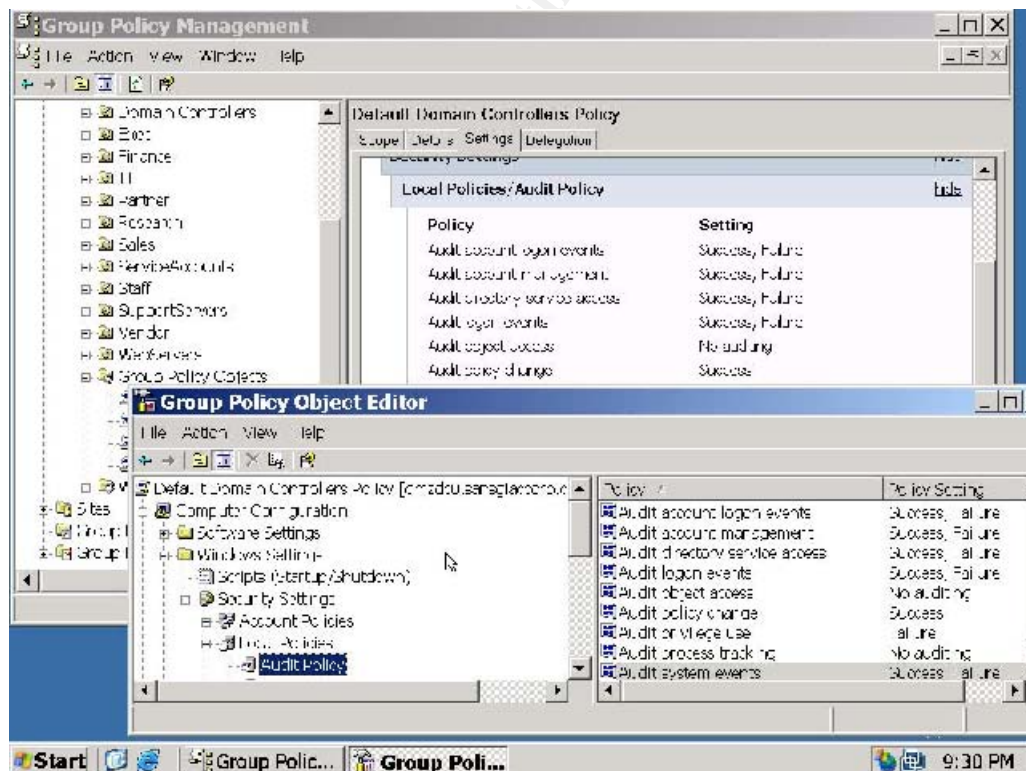 Group Policy Management
File Action View Window Help
Domain Controllers
Exec
Finance
IT
Partner
Research
Sales
ServiceAccounts
Staff
SupportServers
Vendor
WebServers
Group Policy Objects
Sites
Default Domain Controllers Policy
Scope Details Settings Delegation
Security Settings
Local Policies/Audit Policy hide
Policy Setting
Audit account logon events Success, Failure
Audit account management Success, Failure
Audit directory service access Success, Failure
Audit logon events Success, Failure
Audit object access No auditing
Audit policy change Success
Group Policy Object Editor
File Action View Help
Default Domain Controllers Policy
Computer Configuration
Software Settings
Windows Settings
Scripts (Startup/Shutdown)
Security Settings
Account Policies
Local Policies
Audit Policy
Policy Policy Setting
Audit account logon events Success, Failure
Audit account management Success, Failure
Audit directory service access Success, Failure
Audit logon events Success, Failure
Audit object access No auditing
Audit policy change Success
Audit privilege use Failure
Audit process tracking No auditing
Audit system events Success, Failure
Start Group Polic... Group Poli... 9:30 PM